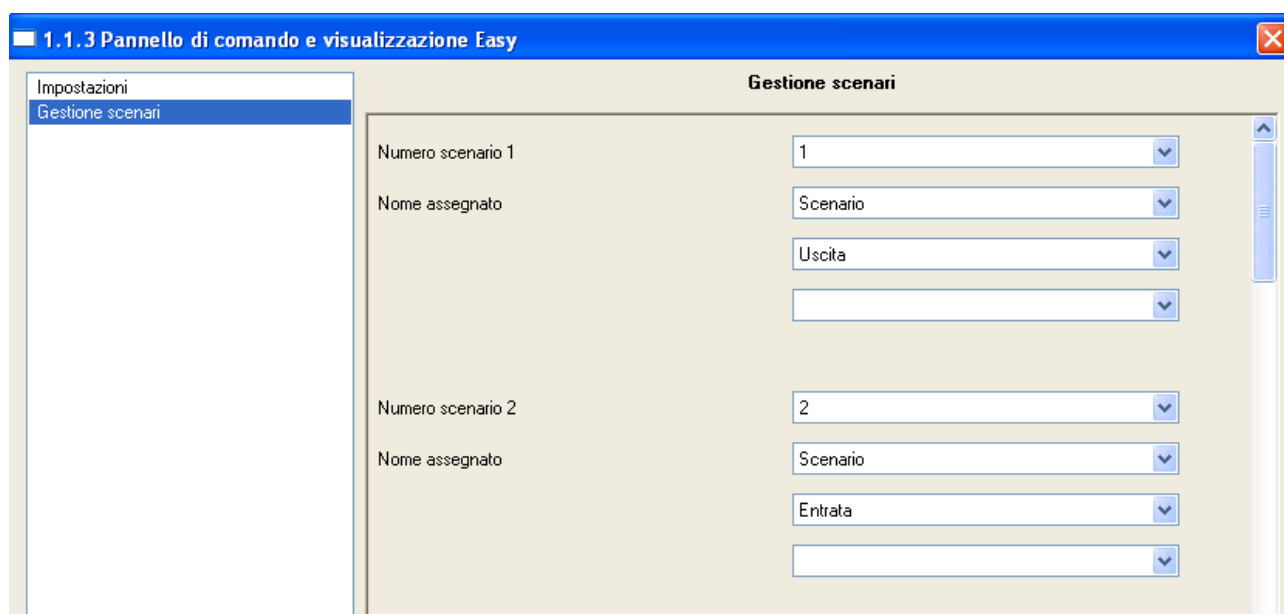 1.1.3 Pannello di comando e visualizzazione Easy
Impostazioni
Gestione scenari
Gestione scenari
Numero scenario 1 1
Nome assegnato Scenario
Uscita
Numero scenario 2 2
Nome assegnato Scenario
Entrata